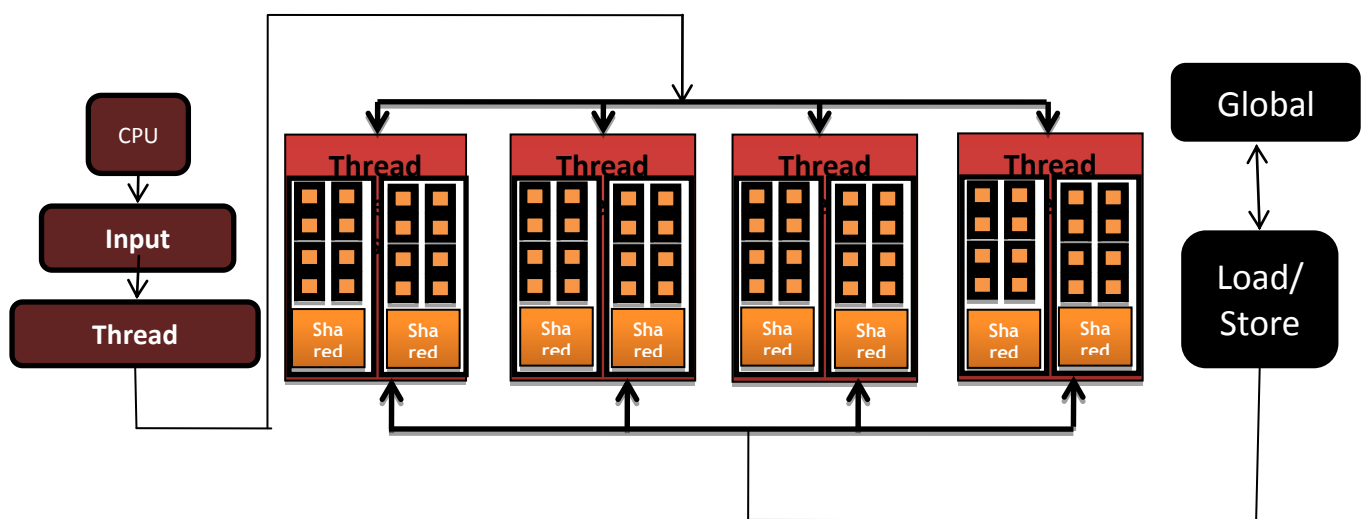 CPU
Input
Thread
Thread
Thread
Thread
Thread
Sha
red
Sha
red
Sha
red
Sha
red
Sha
red
Sha
red
Sha
red
Sha
red
Global
Load/
Store